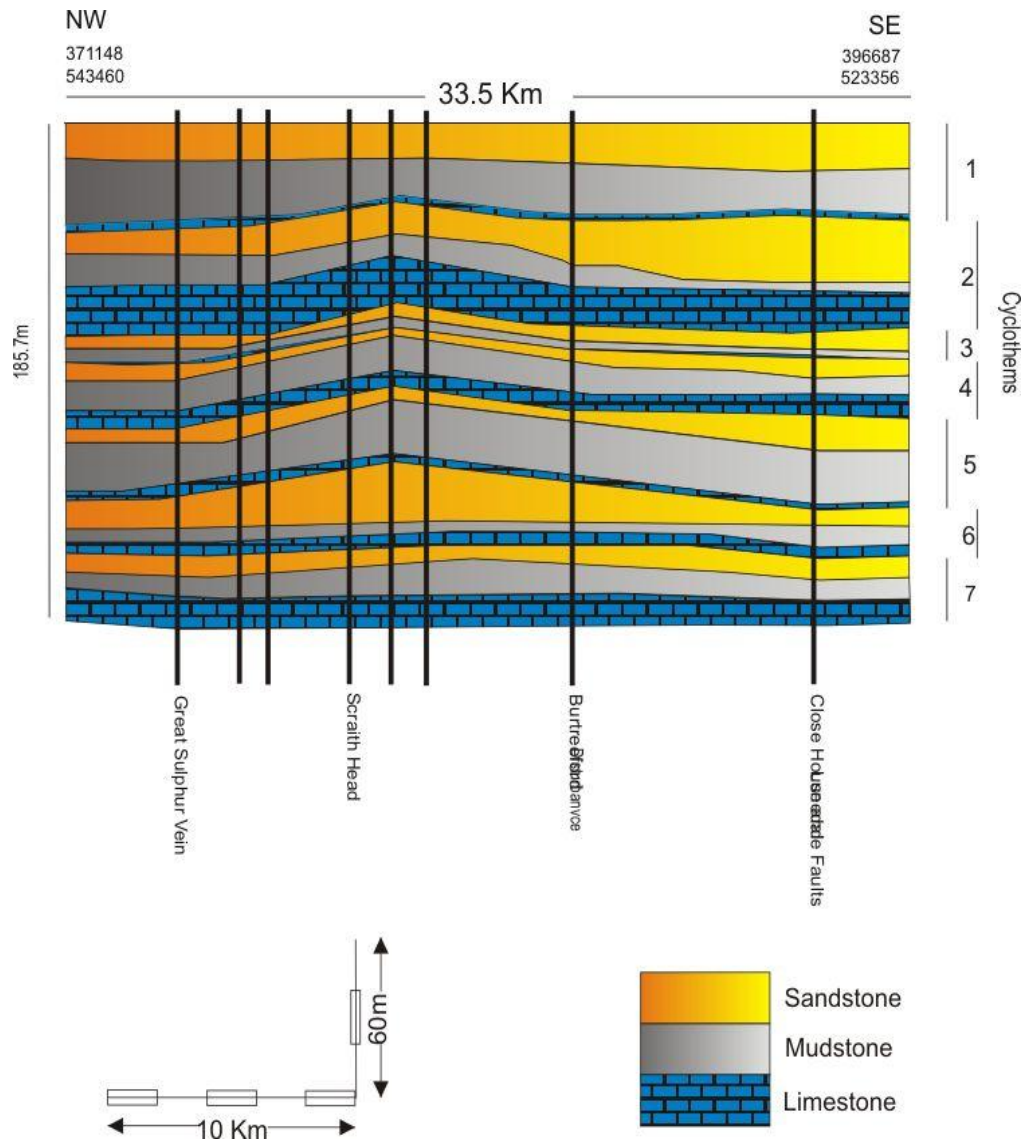 NW
371148
543460
SE
396687
523356
33.5 Km
185.7m
1
2
3
4
5
6
7
Cyclothems
Great Sulphur Vein
Scraith Head
Burtreeford
Close House
Faults
60m
10 Km
Sandstone
Mudstone
Limestone